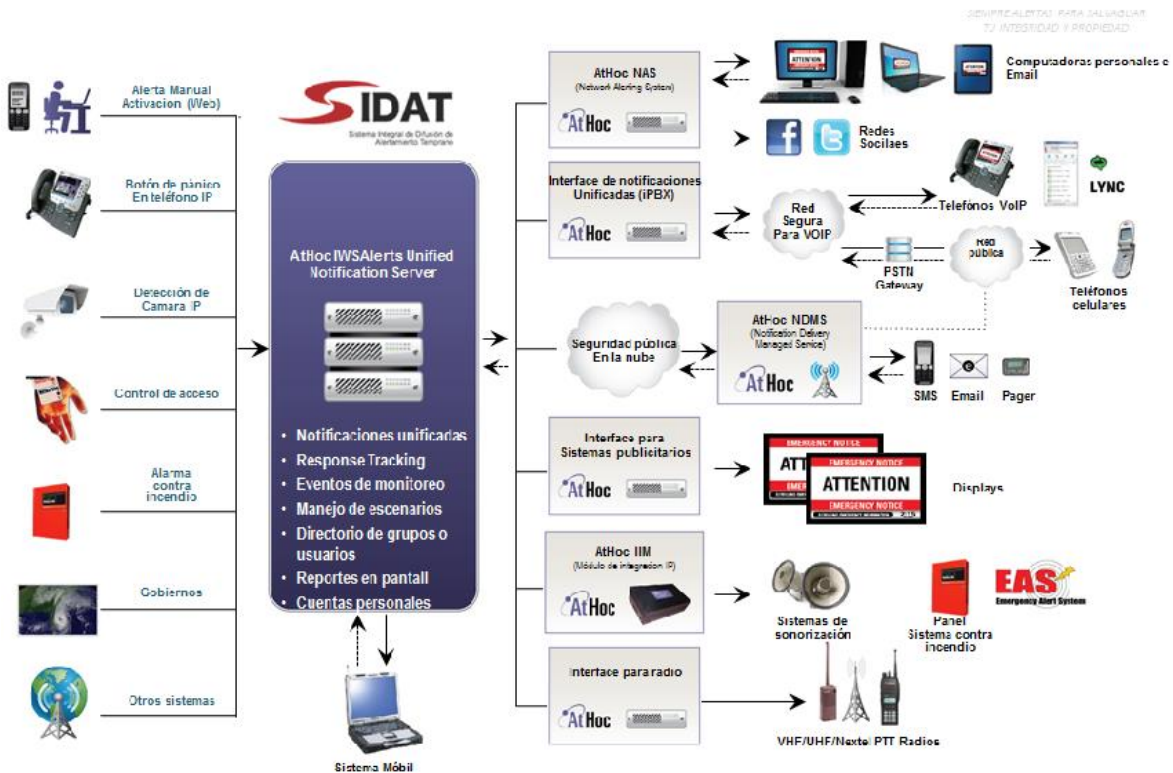 SIEMPRE ALERTAS PARA SALVAGUAR
TU INTEGRIDAD Y PROPIEDAD
Alerta Manual
Activacion (Web)
Botón de pánico
En teléfono IP
Detección de
Camara IP
Control de acceso
Alarma
contra
incendio
Gobiernos
Otros sistemas
SIDAT
Sistema Integral de Difusión de
Alertamiento Temprano
AtHoc IWSAlerts Unified
Notification Server
• Notificaciones unificadas
• Response Tracking
• Eventos de monitoreo
• Manejo de escenarios
• Directorio de grupos o
usuarios
• Reportes en pantall
• Cuentas personales
Sistema Móbil
AtHoc NAS
(Network Alerting System)
AtHoc
ATTENTION
Computadoras personales e
Email
Redes
Socilaes
Interface de notificaciones
Unificadas (iPBX)
AtHoc
Red
Segura
Para VOIP
Telefónos VoIP
LYNC
PSTN
Gateway
Red
pública
Teléfonos
celulares
Seguridad pública
En la nube
AtHoc NDMS
(Notification Delivery
Managed Service)
AtHoc
SMS
Email
Pager
Interface para
Sistemas publicitarios
AtHoc
EMERGENCY NOTICE
ATT
EMERGENCY NOTICE
ATTENTION
EMERGENCY NOTICE
Displays
AtHoc IIM
(Módulo de integracion IP)
AtHoc
Sistemas de
sonorización
Panel
Sistema contra
incendio
EAS
Emergency Alert System
Interface para radio
AtHoc
VHF/UHF/Nextel PTT Radios